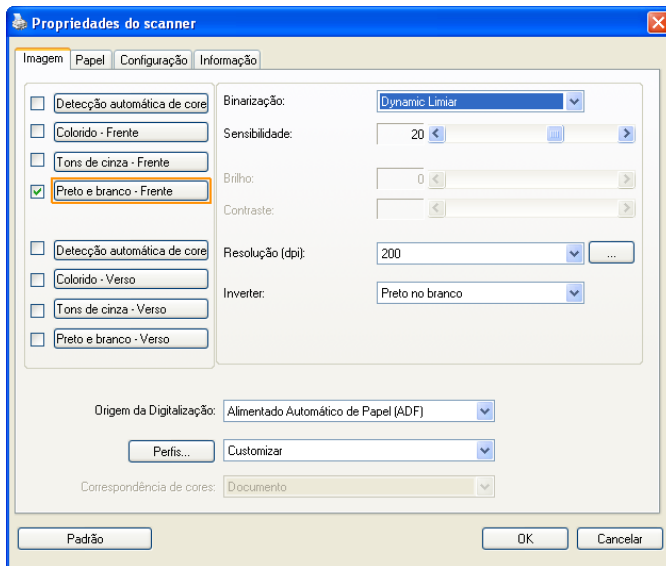 Propriedades do scanner
Imagem Papel Configuração Informação
Detecção automática de core
Colorido - Frente
Tons de cinza - Frente
Preto e branco - Frente
Detecção automática de core
Colorido - Verso
Tons de cinza - Verso
Preto e branco - Verso
Binarização: Dynamic Limiar
Sensibilidade: 20
Brilho: 0
Contraste:
Resolução (dpi): 200 ...
Inverter: Preto no branco
Origem da Digitalização: Alimentado Automático de Papel (ADF)
Perfis... Customizar
Correspondência de cores: Documento
Padrão OK Cancelar